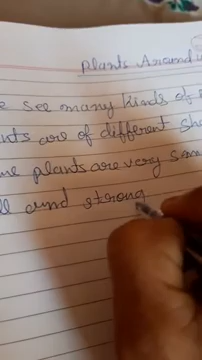 Plants Around
see many kinds of
are of different
plants are very
and strong